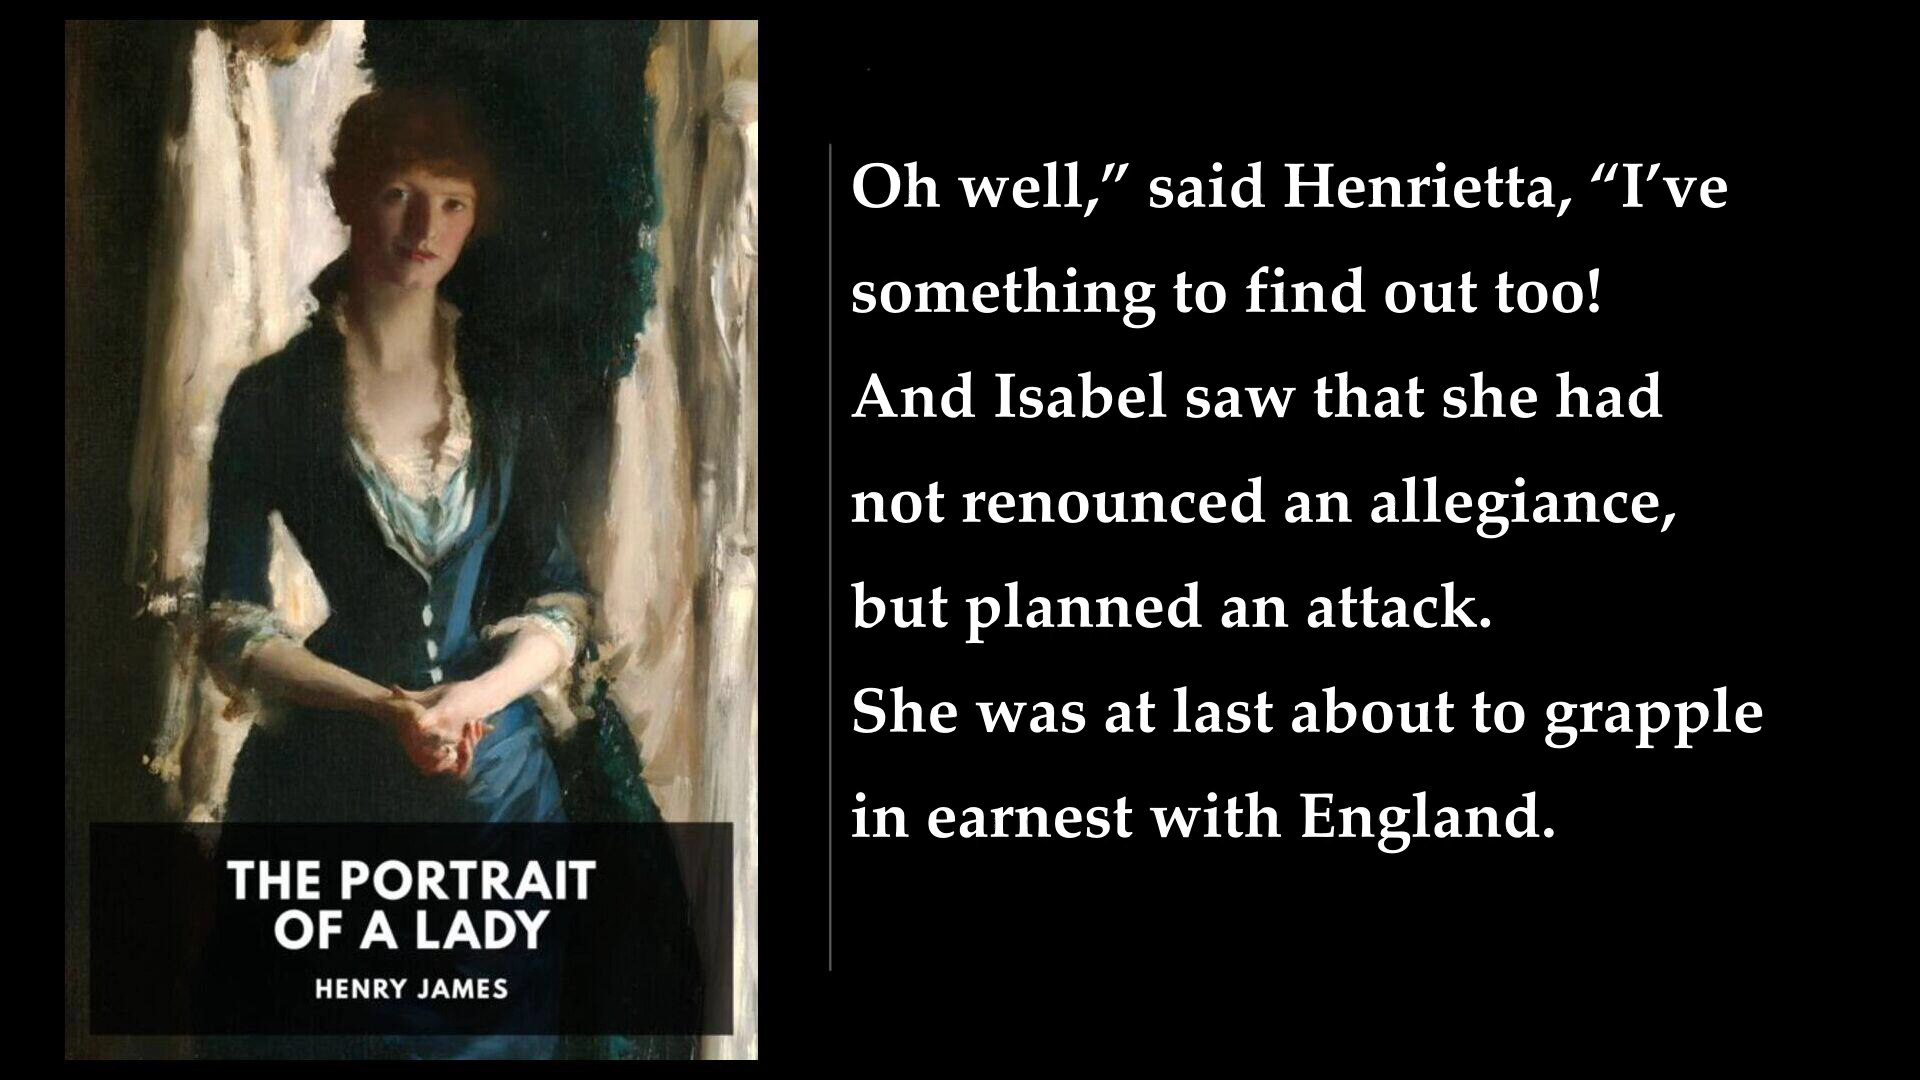 THE PORTRAIT
OF A LADY
HENRY JAMES
Oh well,” said Henrietta, “I’ve
something to find out too!
And Isabel saw that she had
not renounced an allegiance,
but planned an attack.
She was at last about to grapple
in earnest with England.